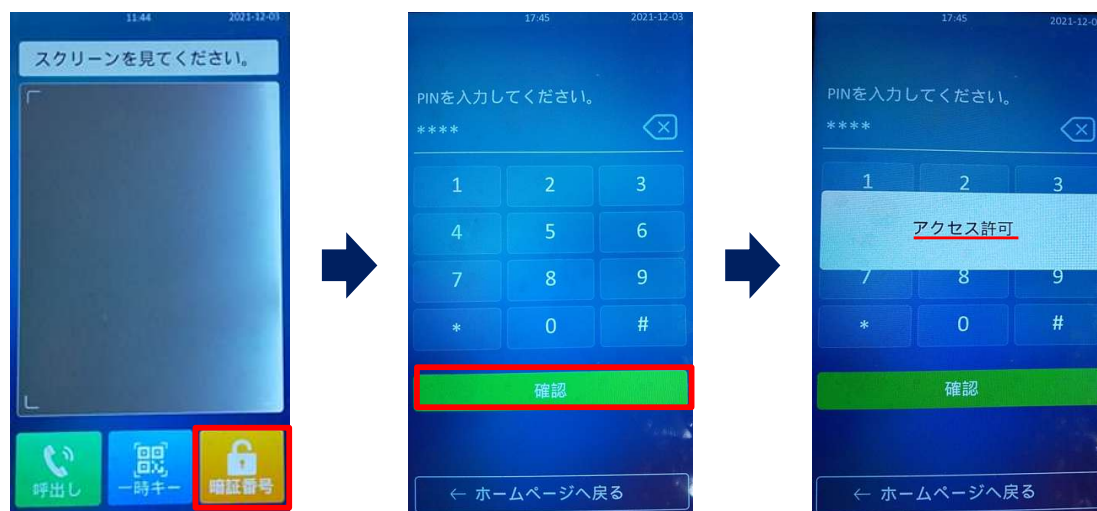 11:44 2021-12-03
スクリーンを見てください。
呼出し 一時キー 暗証番号
17:45 2021-12-03
PINを入力してください。
****
1 2 3
4 5 6
7 8 9
* 0 #
確認
← ホームページへ戻る
17:45 2021-12-0
PINを入力してください。
****
1 2 3
アクセス許可
7 8 9
* 0 #
確認
← ホームページへ戻る